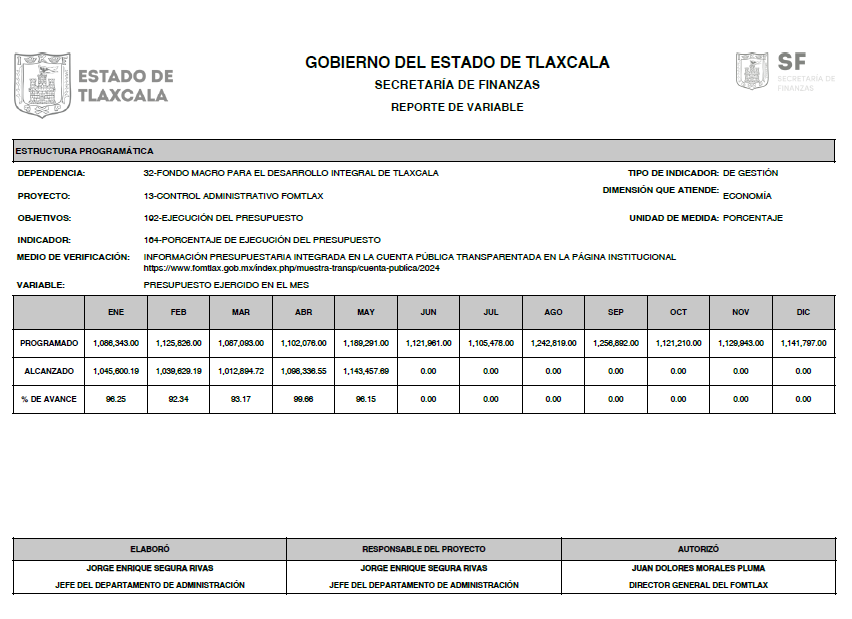 ESTADO DE
TLAXCALA
GOBIERNO DEL ESTADO DE TLAXCALA
SECRETARÍA DE FINANZAS
REPORTE DE VARIABLE
SF
SECRETARÍA DE
FINANZAS
ESTRUCTURA PROGRAMÁTICA
DEPENDENCIA: 32-FONDO MACRO PARA EL DESARROLLO INTEGRAL DE TLAXCALA TIPO DE INDICADOR: DE GESTIÓN
PROYECTO: 13-CONTROL ADMINISTRATIVO FOMTLAX DIMENSIÓN QUE ATIENDE: ECONOMÍA
OBJETIVOS: 192-EJECUCIÓN DEL PRESUPUESTO UNIDAD DE MEDIDA: PORCENTAJE
INDICADOR: 164-PORCENTAJE DE EJECUCIÓN DEL PRESUPUESTO
MEDIO DE VERIFICACIÓN: INFORMACIÓN PRESUPUESTARIA INTEGRADA EN LA CUENTA PÚBLICA TRANSPARENTADA EN LA PÁGINA INSTITUCIONAL
https://www.fomtlax.gob.mx/index.php/muestra-transp/cuenta-publica/2024
VARIABLE: PRESUPUESTO EJERCIDO EN EL MES
ENE FEB MAR ABR MAY JUN JUL AGO SEP OCT NOV DIC
PROGRAMADO 1,086,343.00 1,125,826.00 1,087,093.00 1,102,076.00 1,189,291.00 1,121,961.00 1,105,476.00 1,242,819.00 1,256,892.00 1,121,210.00 1,129,943.00 1,141,797.00
ALCANZADO 1,045,600.19 1,039,629.19 1,012,894.72 1,098,336.55 1,143,457.69 0.00 0.00 0.00 0.00 0.00 0.00 0.00
% DE AVANCE 96.25 92.34 93.17 99.66 96.15 0.00 0.00 0.00 0.00 0.00 0.00 0.00
ELABORÓ RESPONSABLE DEL PROYECTO AUTORIZÓ
JORGE ENRIQUE SEGURA RIVAS JORGE ENRIQUE SEGURA RIVAS JUAN DOLORES MORALES PLUMA
JEFE DEL DEPARTAMENTO DE ADMINISTRACIÓN JEFE DEL DEPARTAMENTO DE ADMINISTRACIÓN DIRECTOR GENERAL DEL FOMTLAX